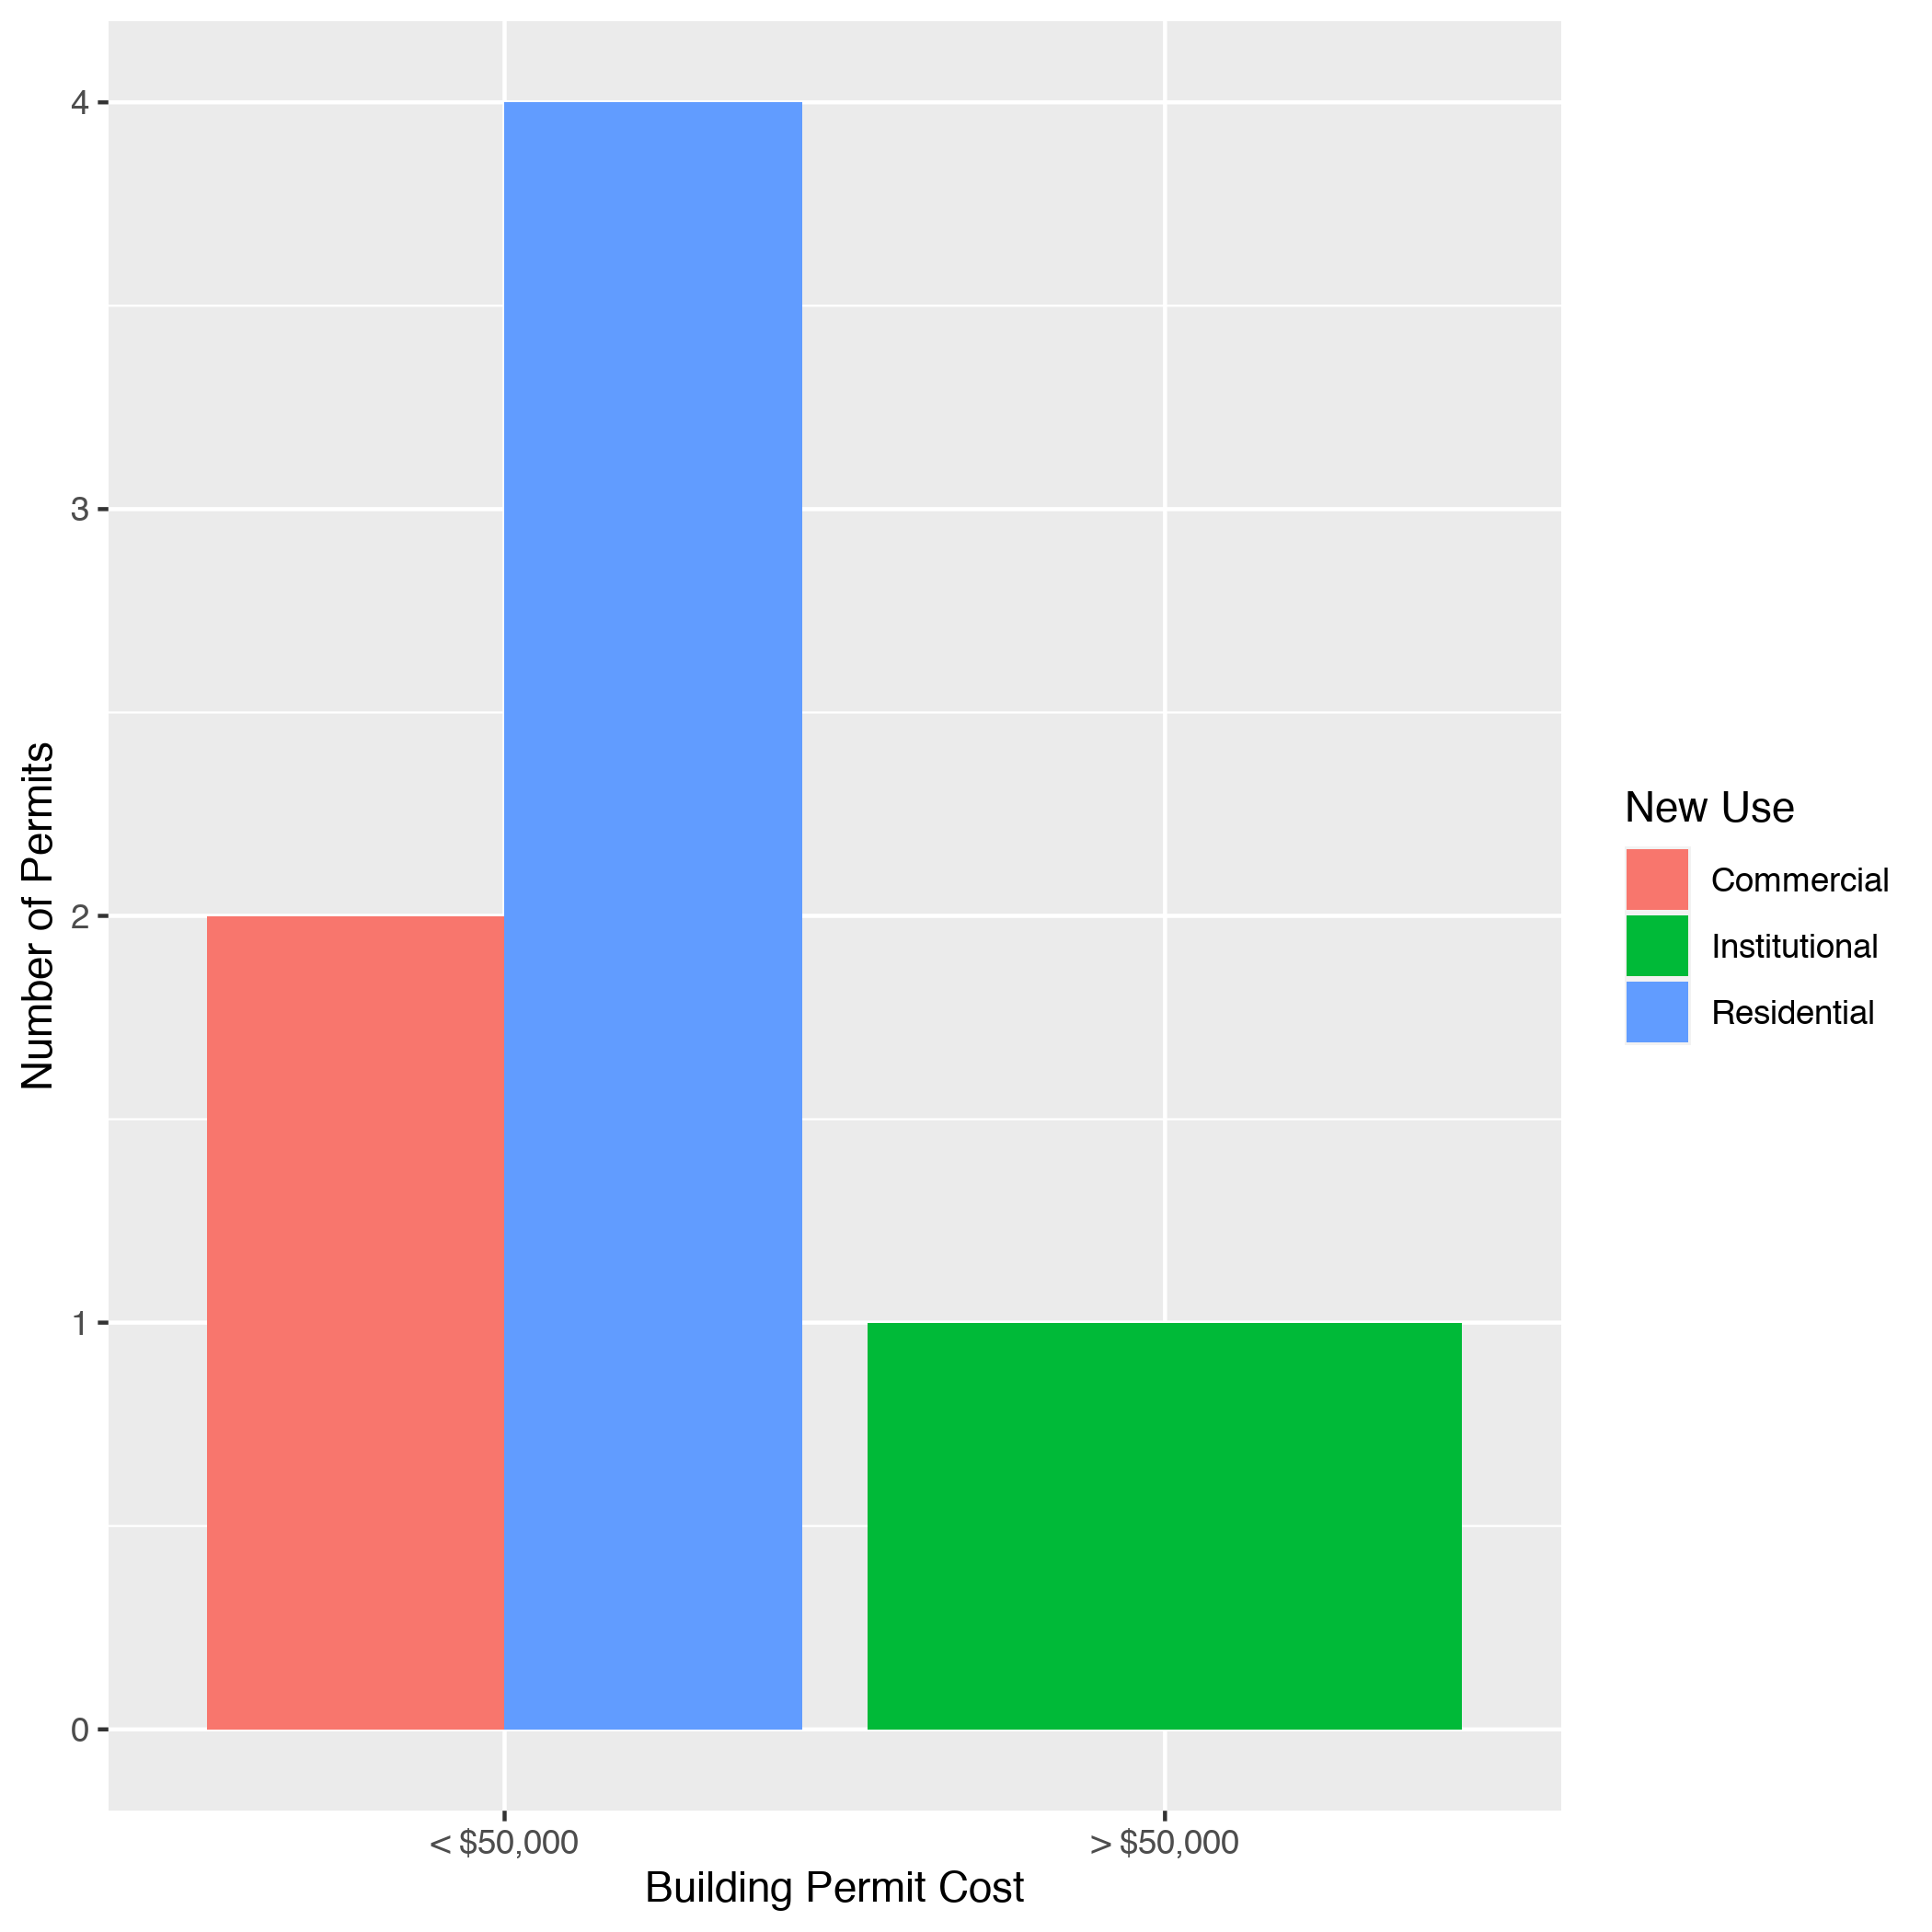 4
3
2
1
0
Number of Permits
< $50,000
> $50,000
Building Permit Cost
New Use
Commercial
Institutional
Residential